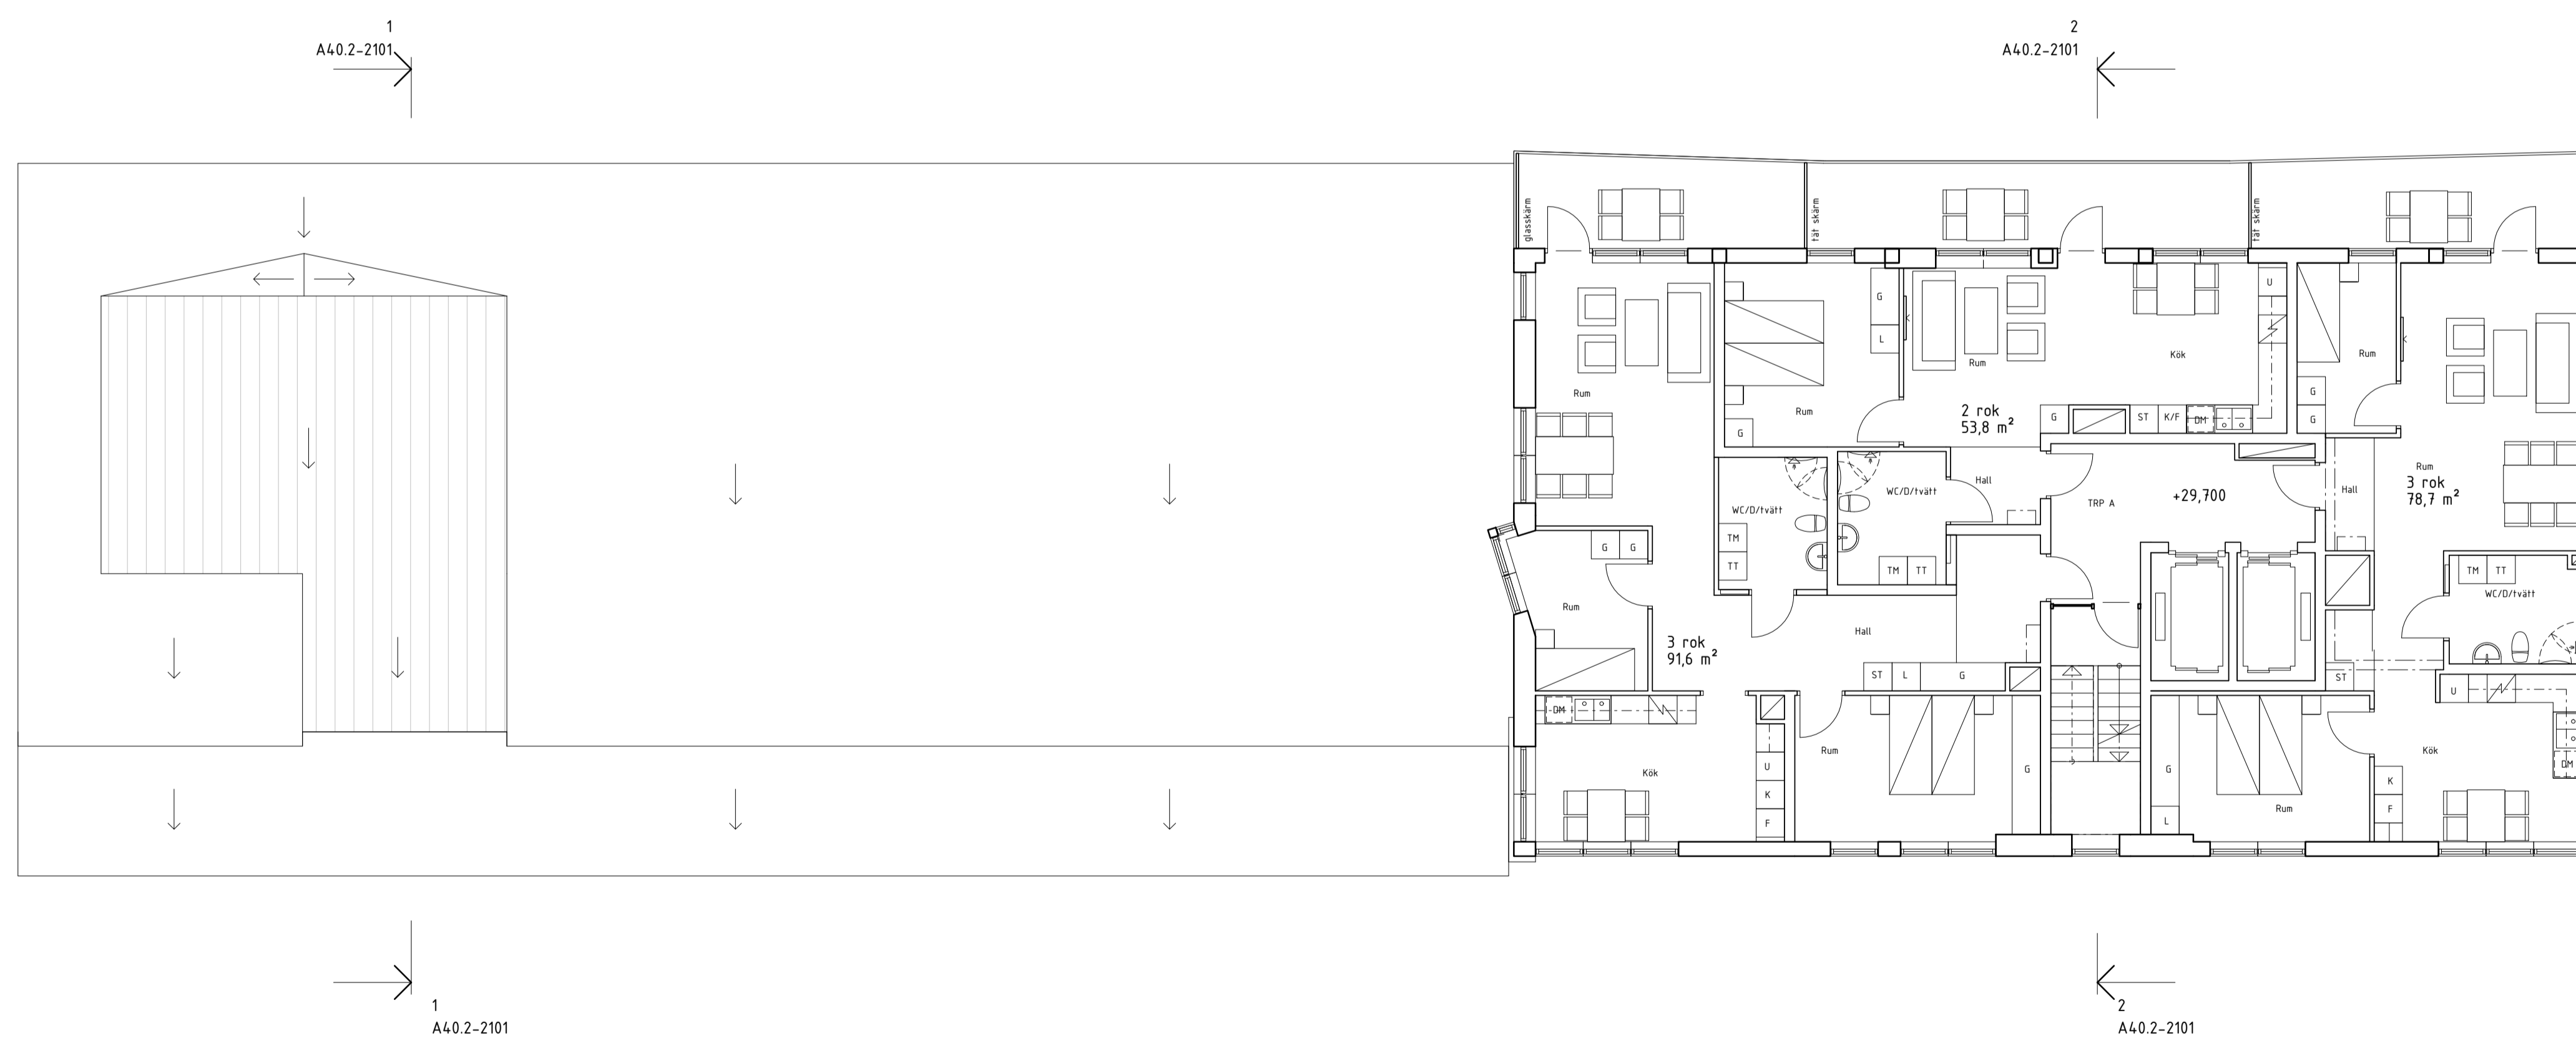 1
A40.2-2101
2
A40.2-2101
glasskärm
tät skärm
tät skärm
G
L
U
Rum
Kök
Rum
Rum
Rum
Rum
G
G
2 rok
53,8 m²
G
ST
K/F
DM
G
G
Rum
3 rok
78,7 m²
Hall
WC/D/tvätt
Hall
TRP A
+29,700
WC/D/tvätt
TM
TT
G
G
TM
TT
TM
TT
WC/D/tvätt
Rum
Hall
3 rok
91,6 m²
ST
L
G
ST
U
DM
Rum
Kök
U
K
F
G
G
L
Rum
Kök
K
F
DM
1
A40.2-2101
2
A40.2-2101